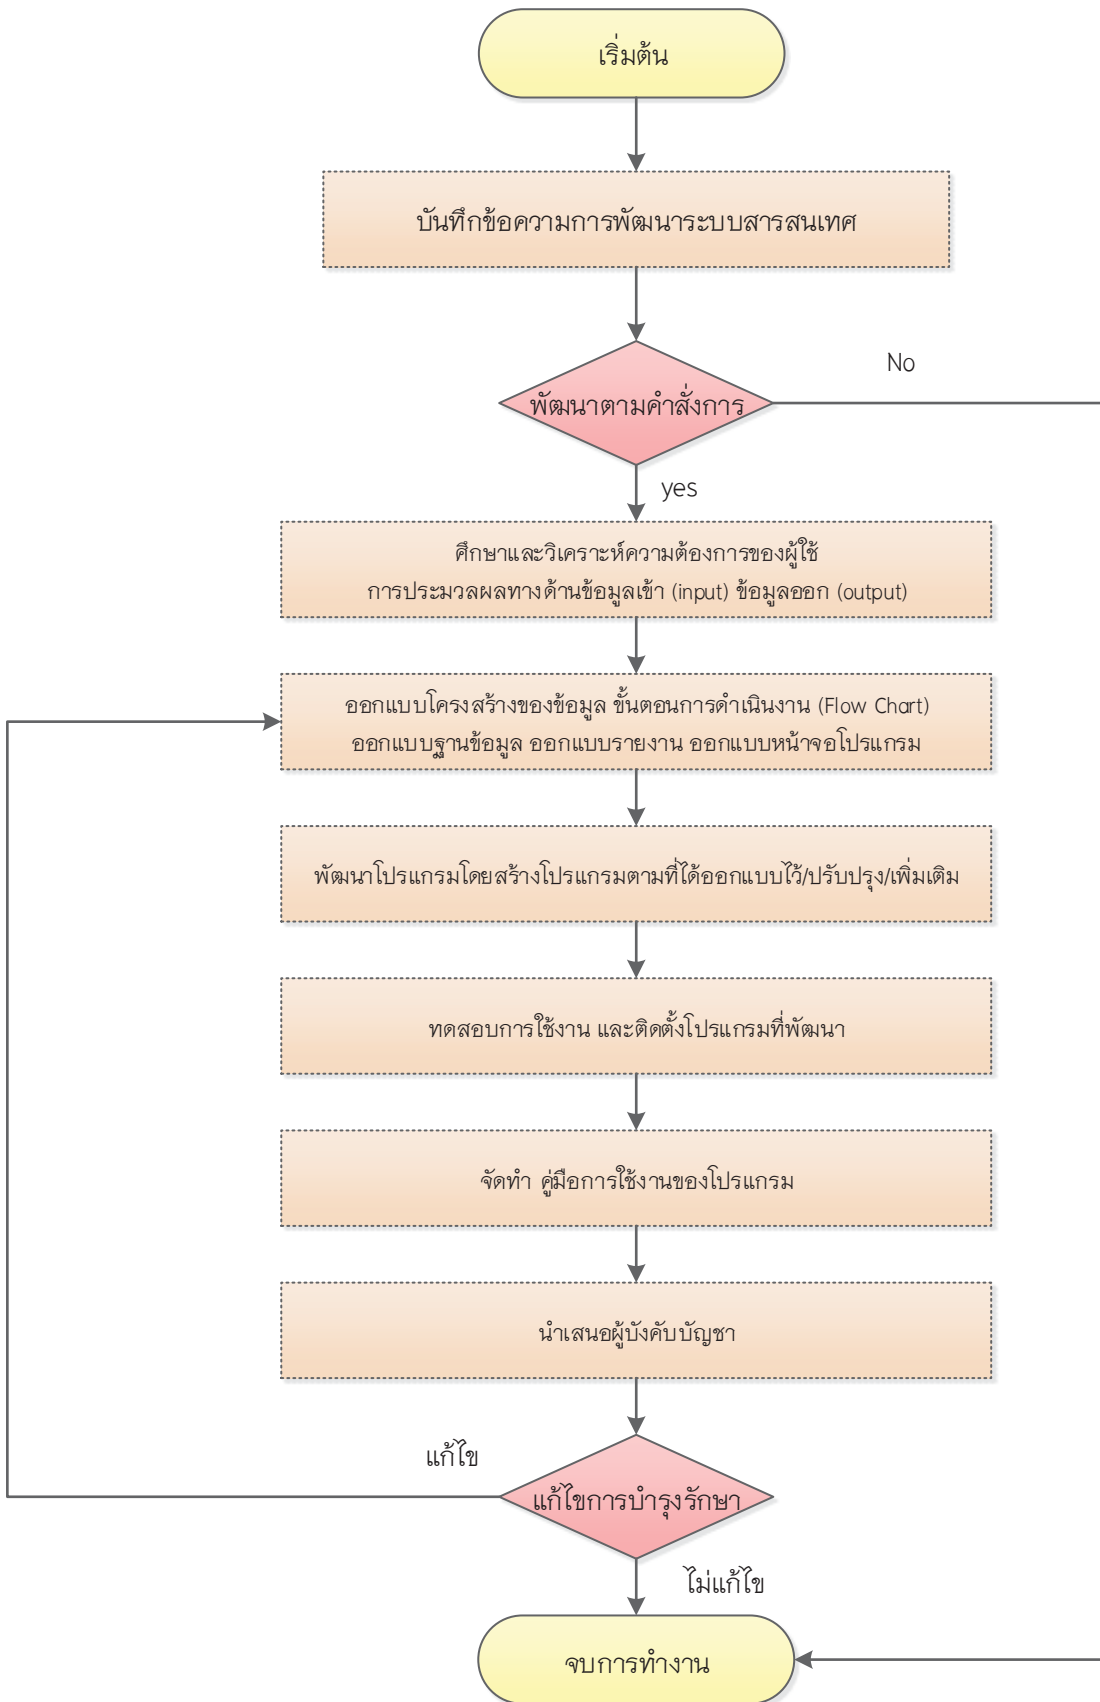 เริ่มต้น
บันทึกข้อความการพัฒนาระบบสารสนเทศ
No
พัฒนาตามคำสั่งการ
yes
ศึกษาและวิเคราะห์ความต้องการของผู้ใช้
การประมวลผลทางด้านข้อมูลเข้า (input) ข้อมูลออก (output)
ออกแบบโครงสร้างของข้อมูล ขั้นตอนการดำเนินงาน (Flow Chart)
ออกแบบฐานข้อมูล ออกแบบรายงาน ออกแบบหน้าจอโปรแกรม
พัฒนาโปรแกรมโดยสร้างโปรแกรมตามที่ได้ออกแบบไว้/ปรับปรุง/เพิ่มเติม
ทดสอบการใช้งาน และติดตั้งโปรแกรมที่พัฒนา
จัดทำ คู่มือการใช้งานของโปรแกรม
นำเสนอผู้บังคับบัญชา
แก้ไข
แก้ไขการบำรุงรักษา
ไม่แก้ไข
จบการทำงาน